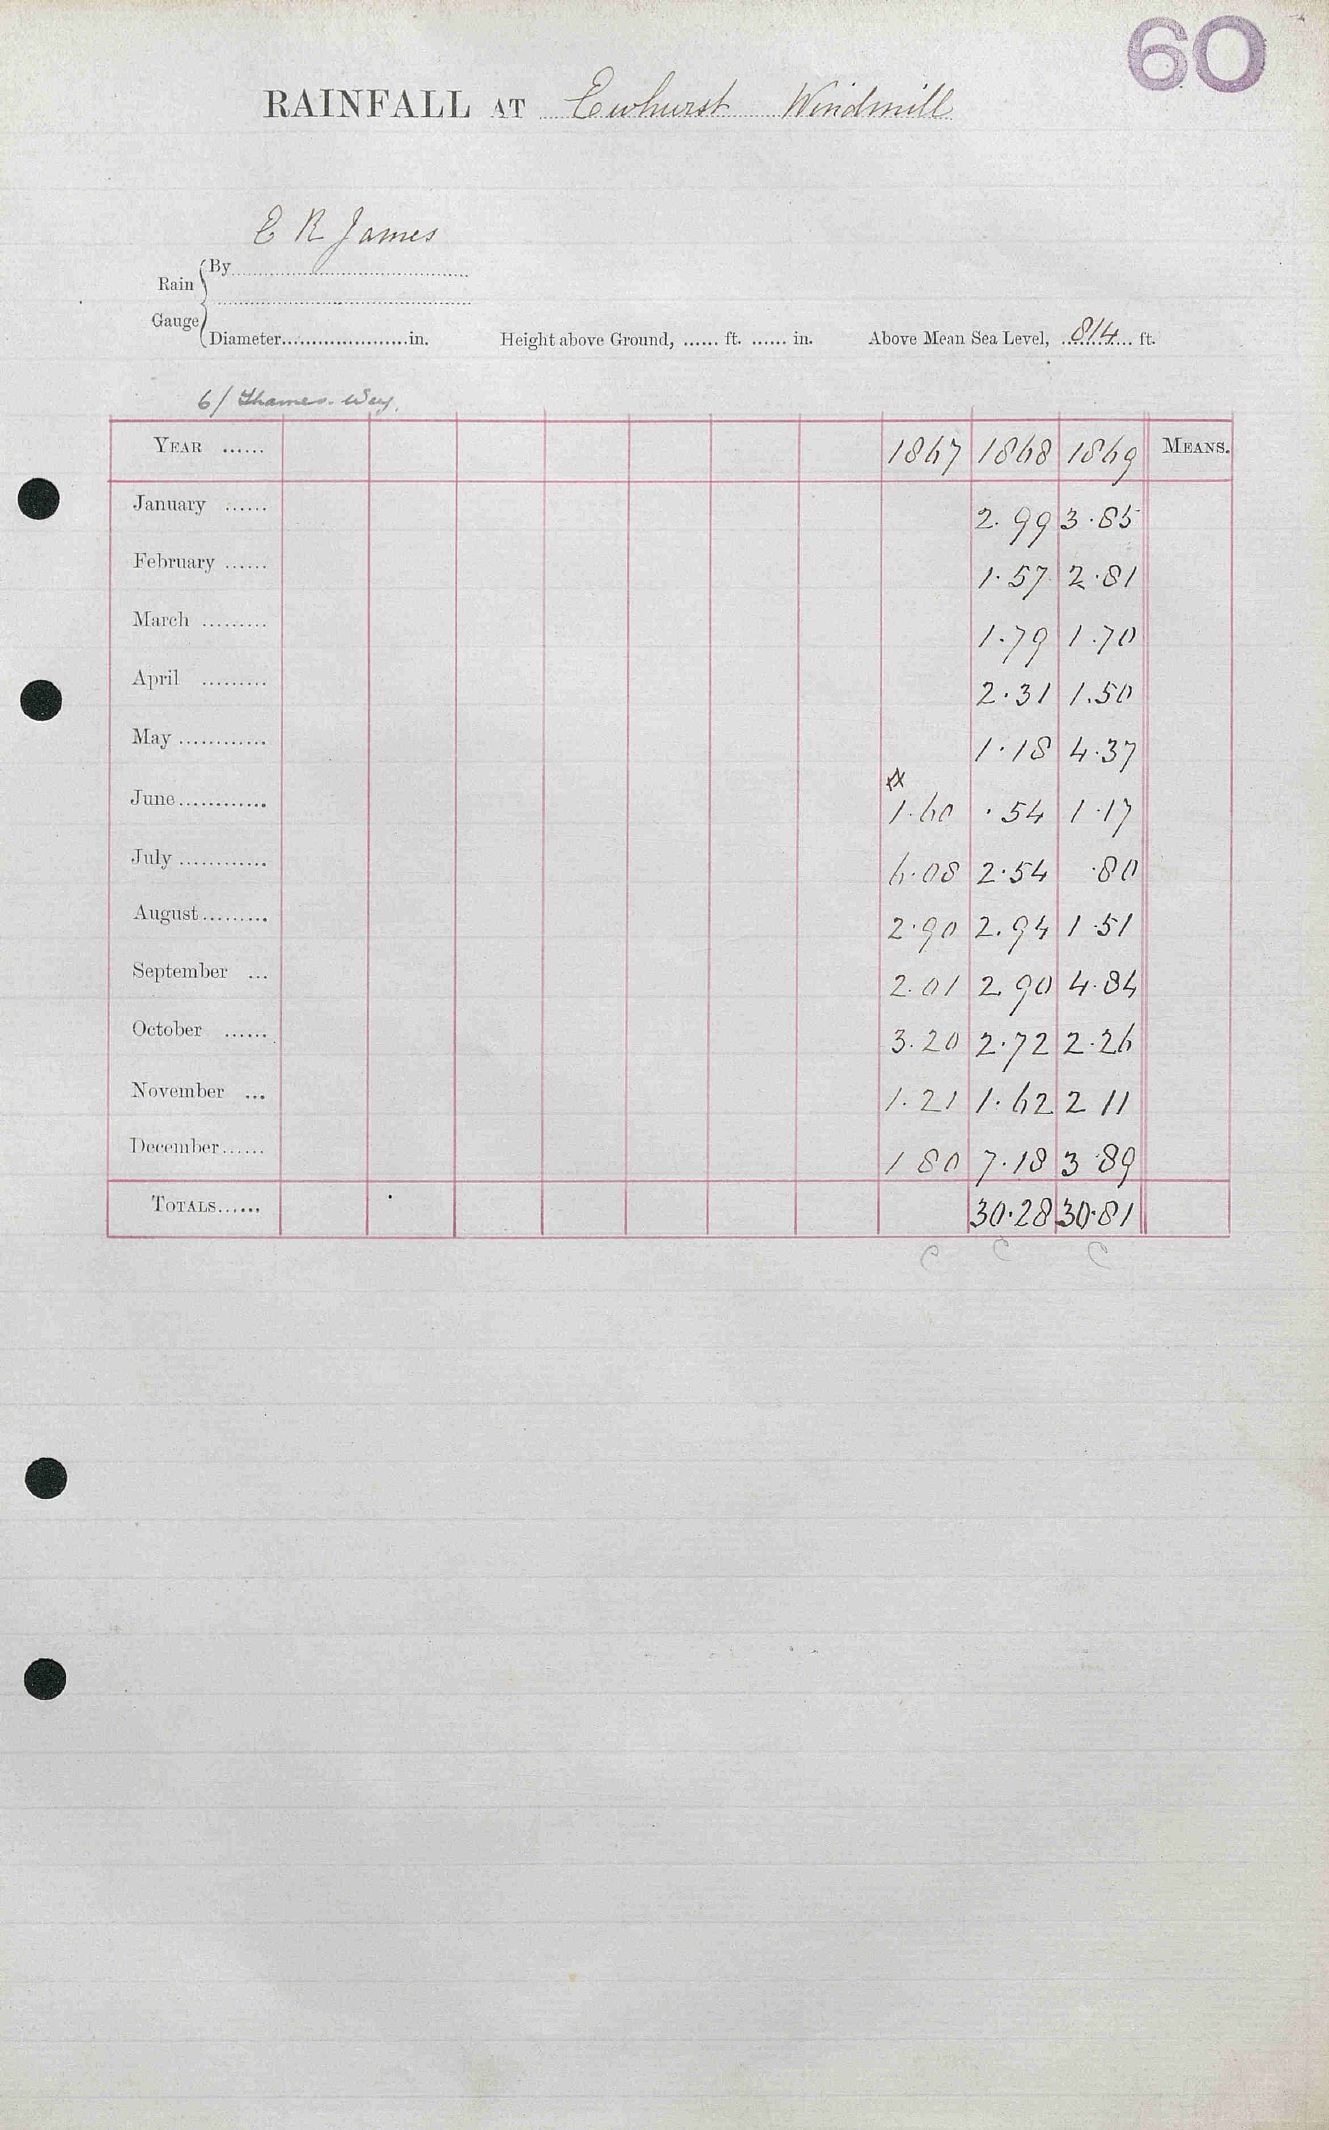 60
RAINFALL AT Ewhurst Windmill
E R James
Rain Gauge { By
Diameter.....................in. Height above Ground, ...... ft. ...... in. Above Mean Sea Level, 814 ft.
6/ Thames. Wey.
YEAR ...... 1867 1868 1869 MEANS.
January ...... 2.99 3.85
February ...... 1.57 2.81
March ......... 1.79 1.70
April ......... 2.31 1.50
May ............ 1.18 4.37
June ............ 1.60 .54 1.17
July ............ 6.08 2.54 .80
August ......... 2.90 2.94 1.51
September ... 2.01 2.90 4.84
October ...... 3.20 2.72 2.26
November ... 1.21 1.62 2 11
December ...... 1 80 7.18 3 89
TOTALS ...... 30.28 30.81
C C C